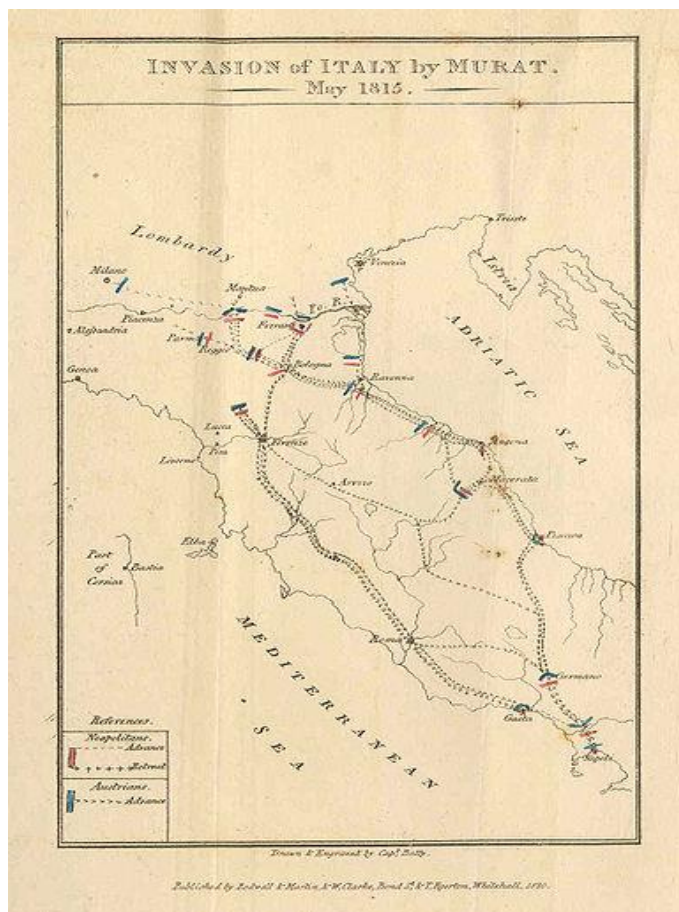 INVASION of ITALY by MURAT.
May 1815.
Trieste
Lombardy
Venezia
Istria
Milano
Mantua
Po. R.
Piacenza
Ferrara
Alessandria
Parma
Reggio
ADRIATIC SEA
Bologna
Genoa
Ravenna
Lucca
Firenze
Pisa
Ancona
Livorno
Arezzo
Macerata
Elba
Pescara
Part of Corsica
Bastia
MEDITERRANEAN SEA
Roma
Germano
Gaeta
Napoli
References.
Neapolitans.
Advance
Retreat
Austrians.
Advance
Drawn & Engraved by Capt. Batty.
Published by Rodwell & Martin, & W. Clarke, Bond St. & T. Egerton, Whitehall, 1820.